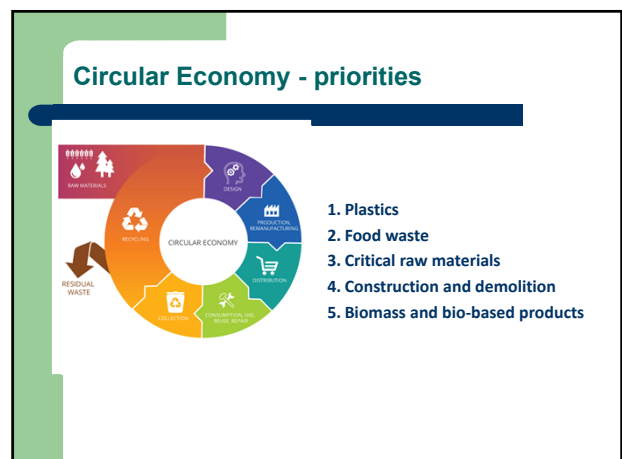 Circular Economy - priorities
RAW MATERIALS
DESIGN
PRODUCTION,
REMANUFACTURING
RECYCLING
CIRCULAR ECONOMY
DISTRIBUTION
RESIDUAL
WASTE
CONSUMPTION, USE,
REUSE, REPAIR
COLLECTION
1. Plastics
2. Food waste
3. Critical raw materials
4. Construction and demolition
5. Biomass and bio-based products